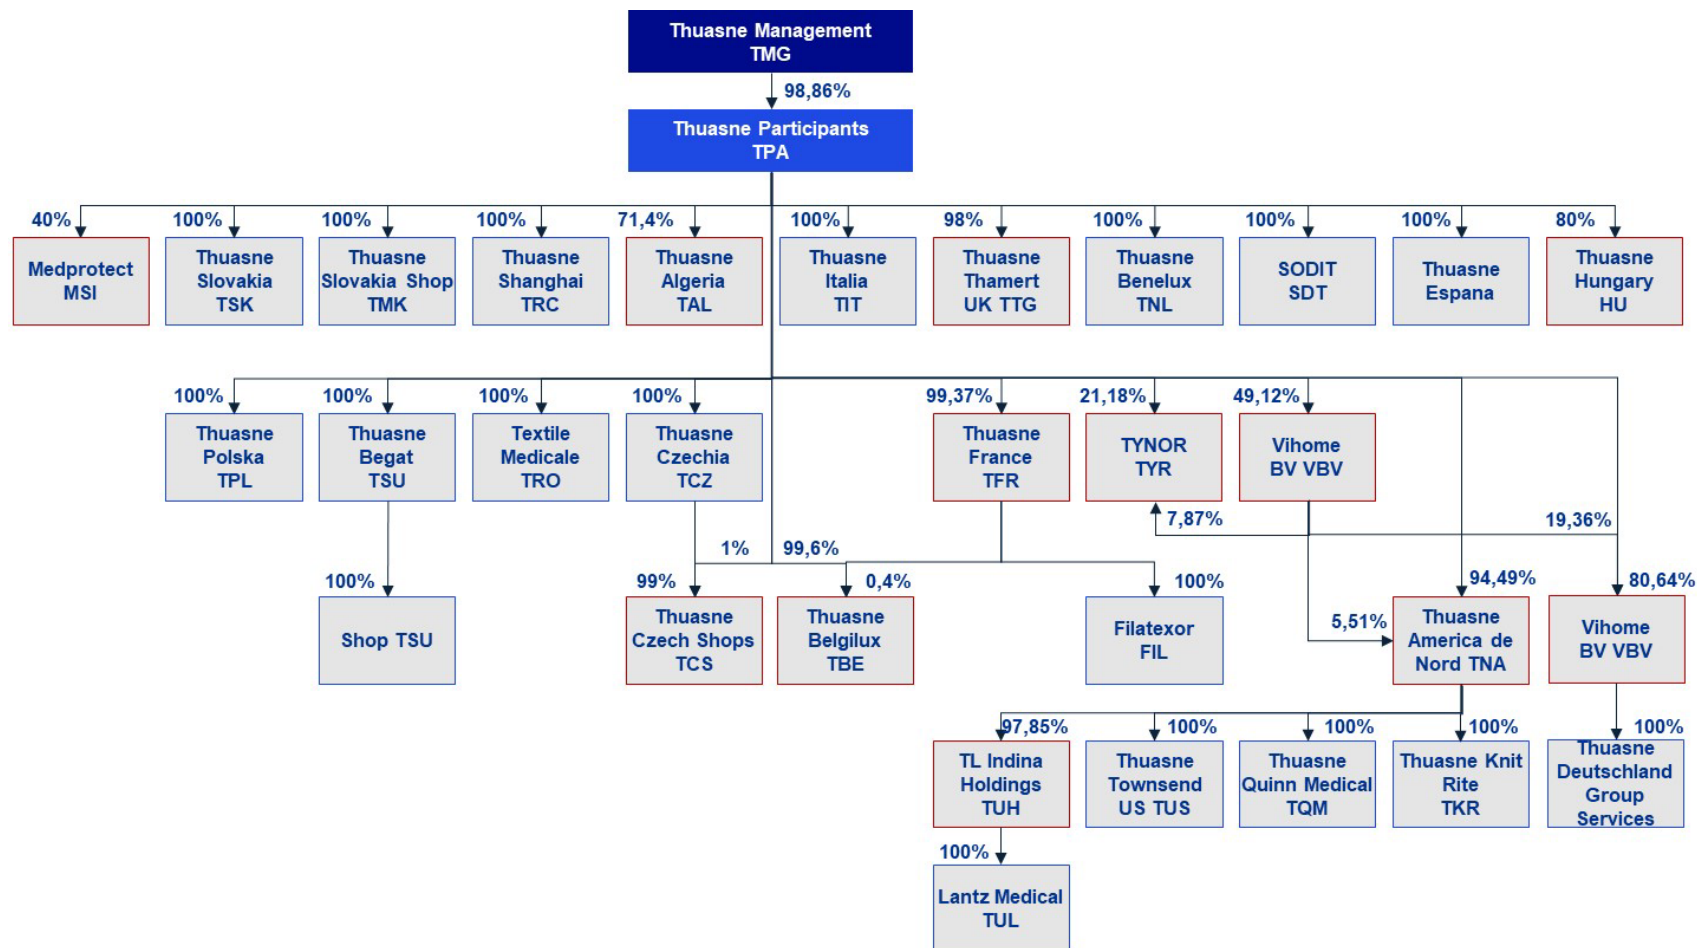 Thuasne Management
TMG
98,86%
Thuasne Participants
TPA
40%
100%
100%
100%
71,4%
100%
98%
100%
100%
100%
80%
Medprotect
MSI
Thuasne
Slovakia
TSK
Thuasne
Slovakia Shop
TMK
Thuasne
Shanghai
TRC
Thuasne
Algeria
TAL
Thuasne
Italia
TIT
Thuasne
Thamert
UK TTG
Thuasne
Benelux
TNL
SODIT
SDT
Thuasne
Espana
Thuasne
Hungary
HU
100%
100%
100%
100%
99,37%
21,18%
49,12%
Thuasne
Polska
TPL
Thuasne
Begat
TSU
Textile
Medicale
TRO
Thuasne
Czechia
TCZ
Thuasne
France
TFR
TYNOR
TYR
Vihome
BV VBV
7,87%
19,36%
1%
99,6%
100%
99%
0,4%
100%
94,49%
80,64%
5,51%
Shop TSU
Thuasne
Czech Shops
TCS
Thuasne
Belgilux
TBE
Filatexor
FIL
Thuasne
America de
Nord TNA
Vihome
BV VBV
97,85%
100%
100%
100%
100%
TL Indina
Holdings
TUH
Thuasne
Townsend
US TUS
Thuasne
Quinn Medical
TQM
Thuasne Knit
Rite
TKR
Thuasne
Deutschland
Group
Services
100%
Lantz Medical
TUL